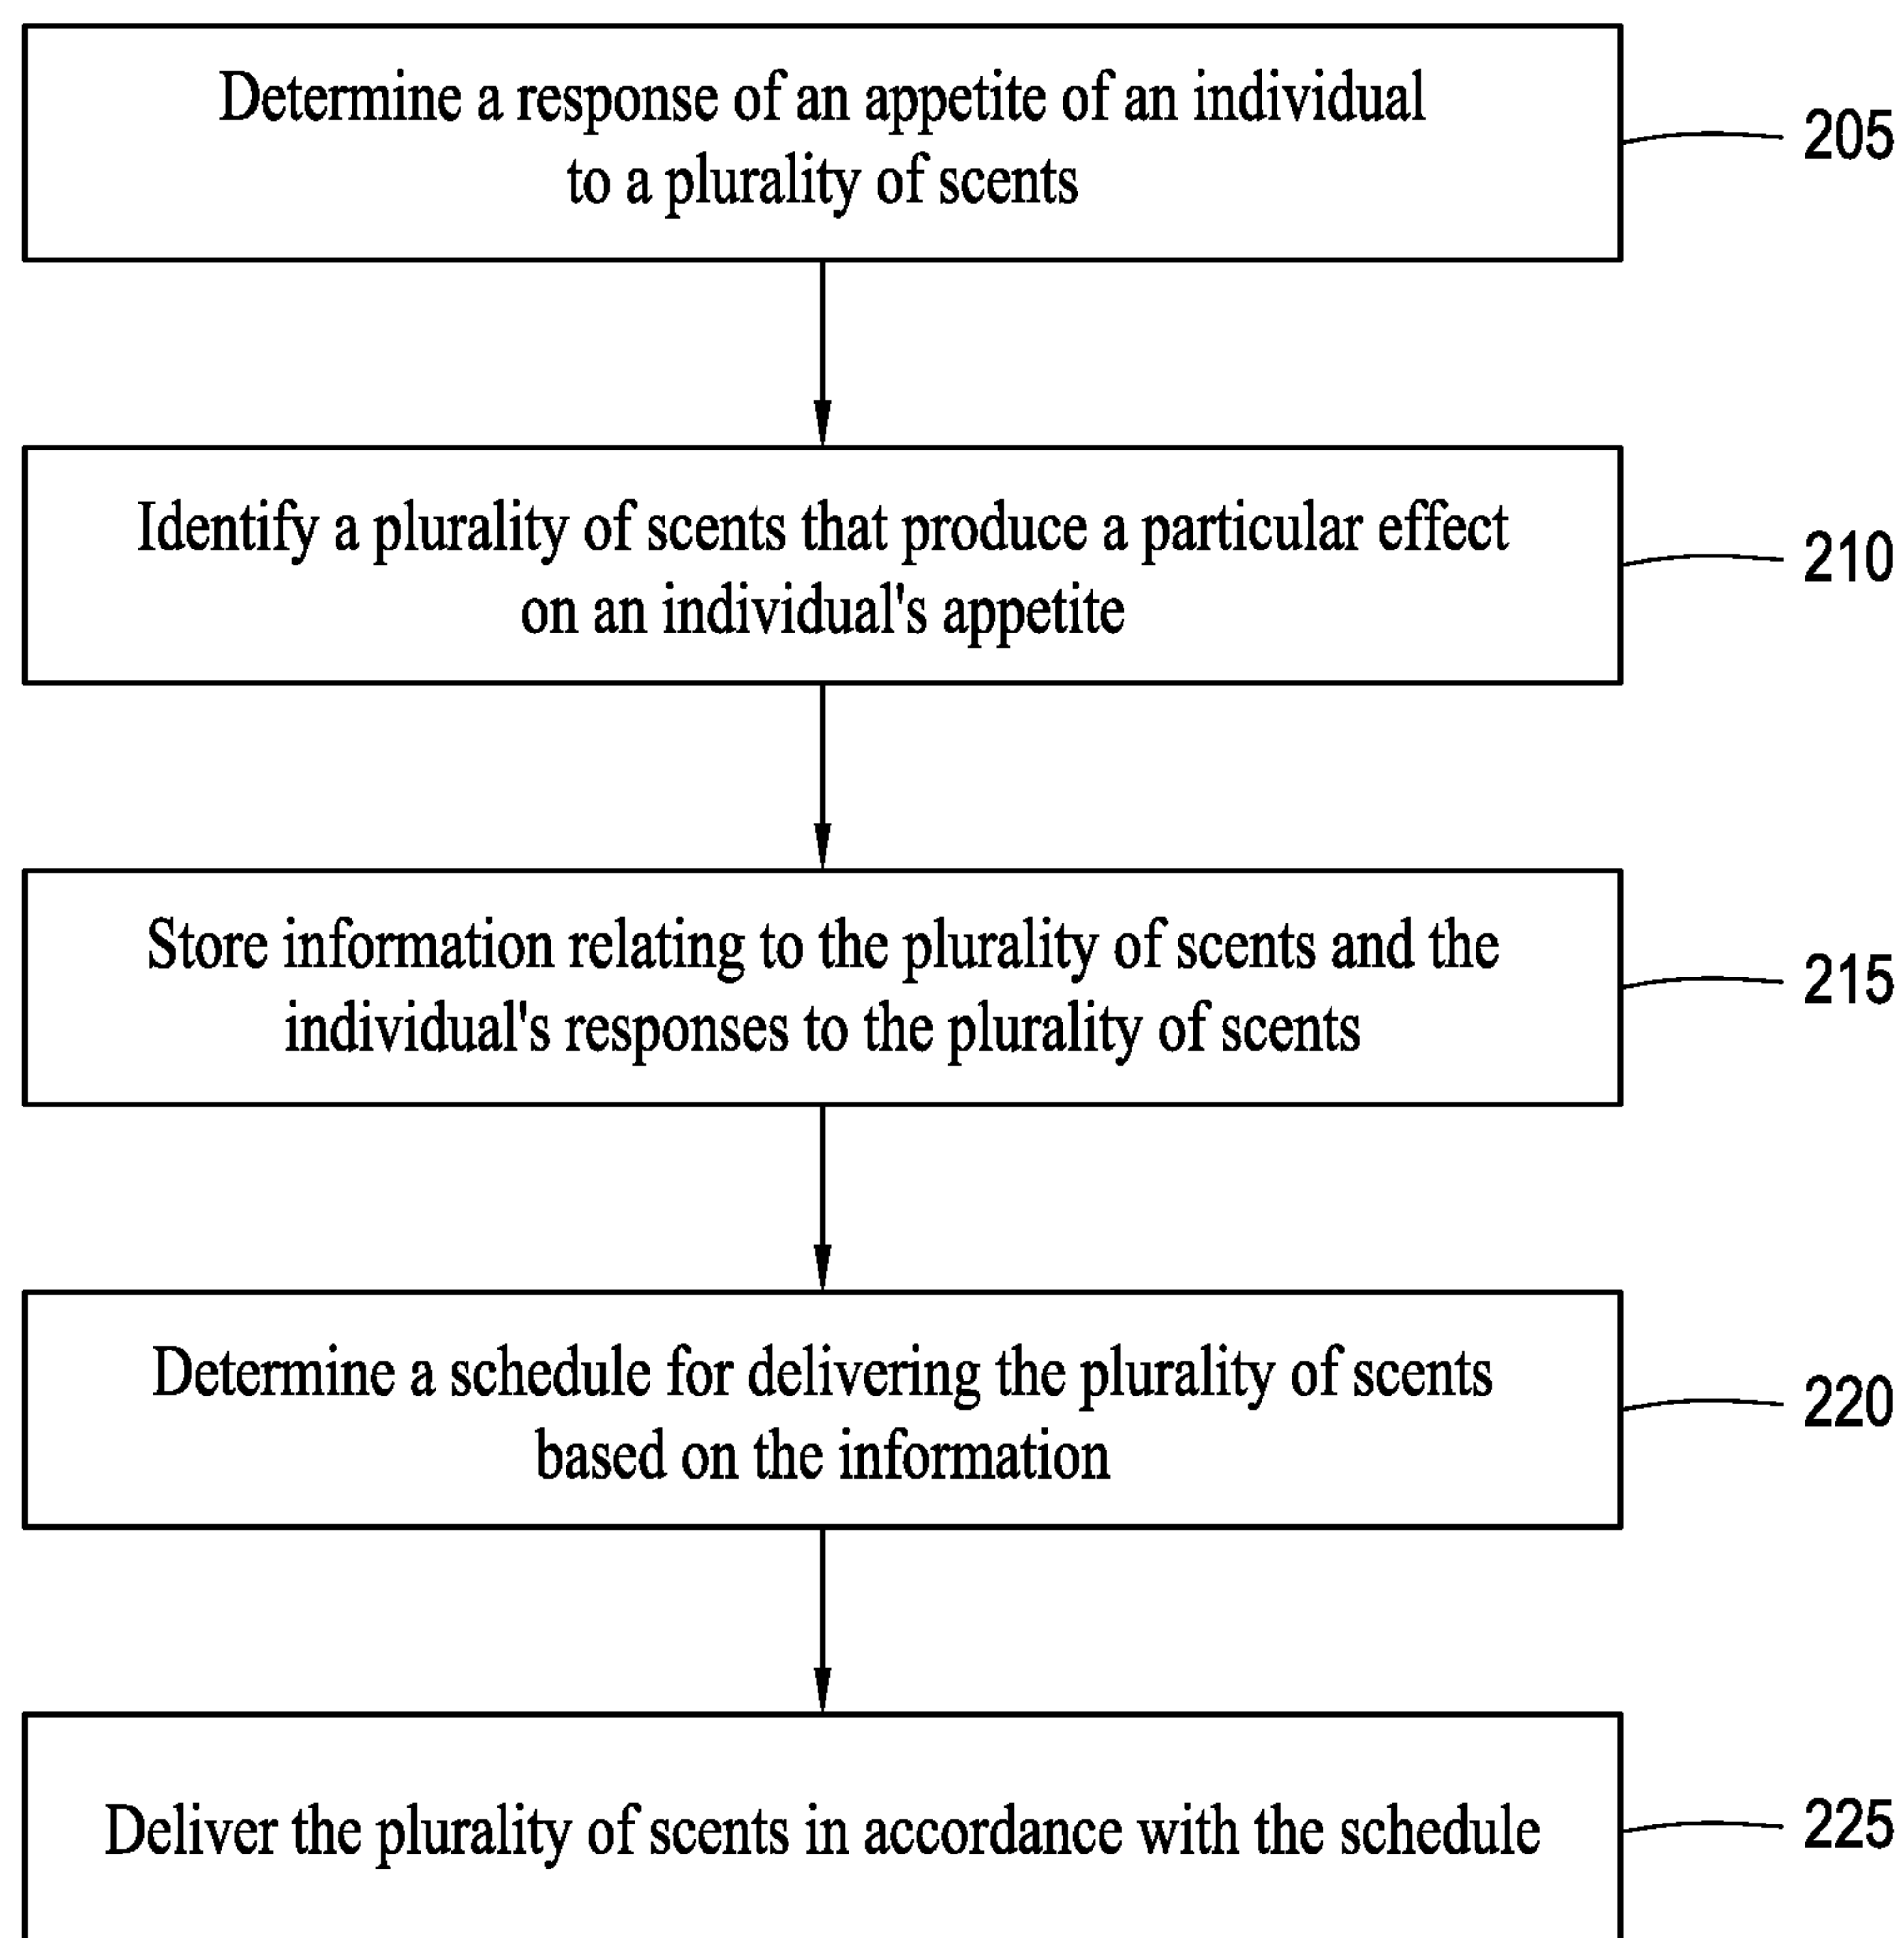 Determine a response of an appetite of an individual
to a plurality of scents
205
Identify a plurality of scents that produce a particular effect
on an individual's appetite
210
Store information relating to the plurality of scents and the
individual's responses to the plurality of scents
215
Determine a schedule for delivering the plurality of scents
based on the information
220
Deliver the plurality of scents in accordance with the schedule
225